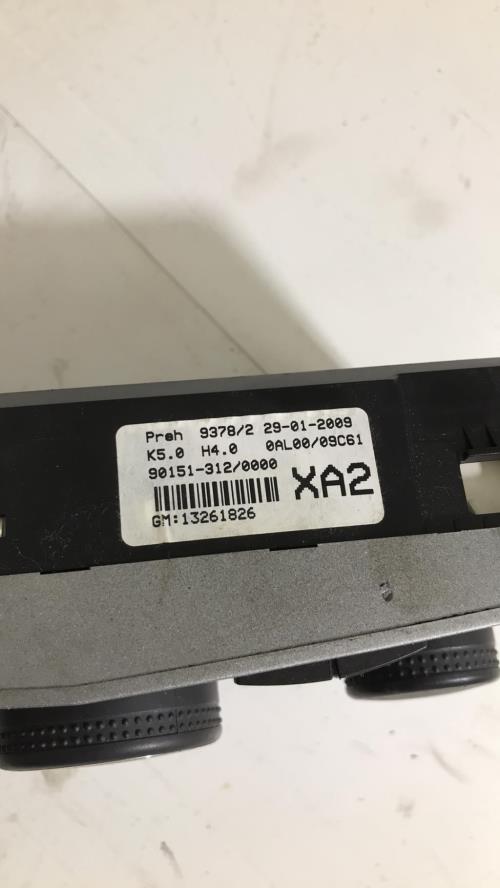 Preh 9378/2 29-01-2009
K5.0 H4.0 0AL00/09C61
90151-312/0000
XA2
GM:13261826